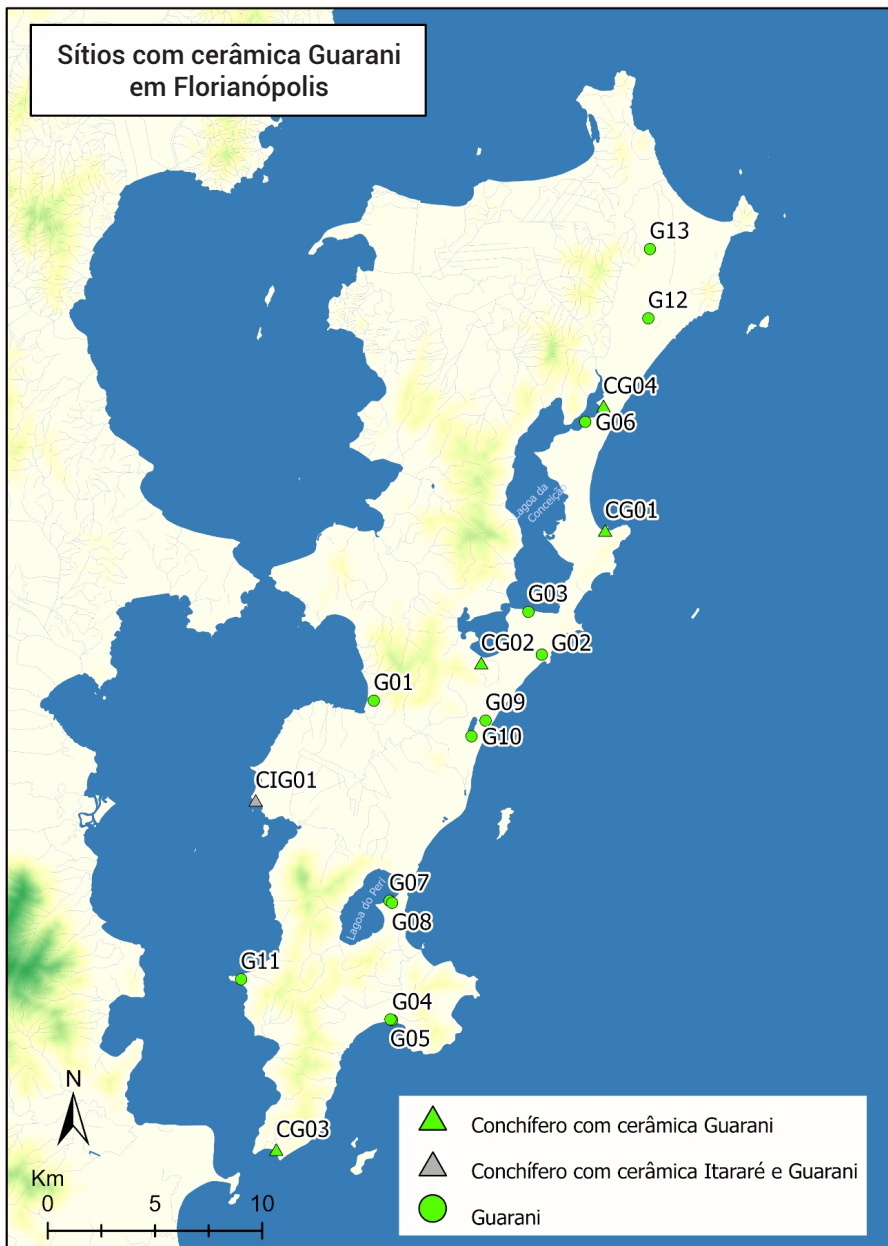 Sítios com cerâmica Guarani
em Florianópolis
G13
G12
CG04
G06
Lagoa da
Conceição
CG01
G03
CG02
G02
G01
G09
G10
CIG01
G07
Lagoa do Peri
G08
G11
G04
G05
CG03
N
Km
0 5 10
Conchífero com cerâmica Guarani
Conchífero com cerâmica Itararé e Guarani
Guarani